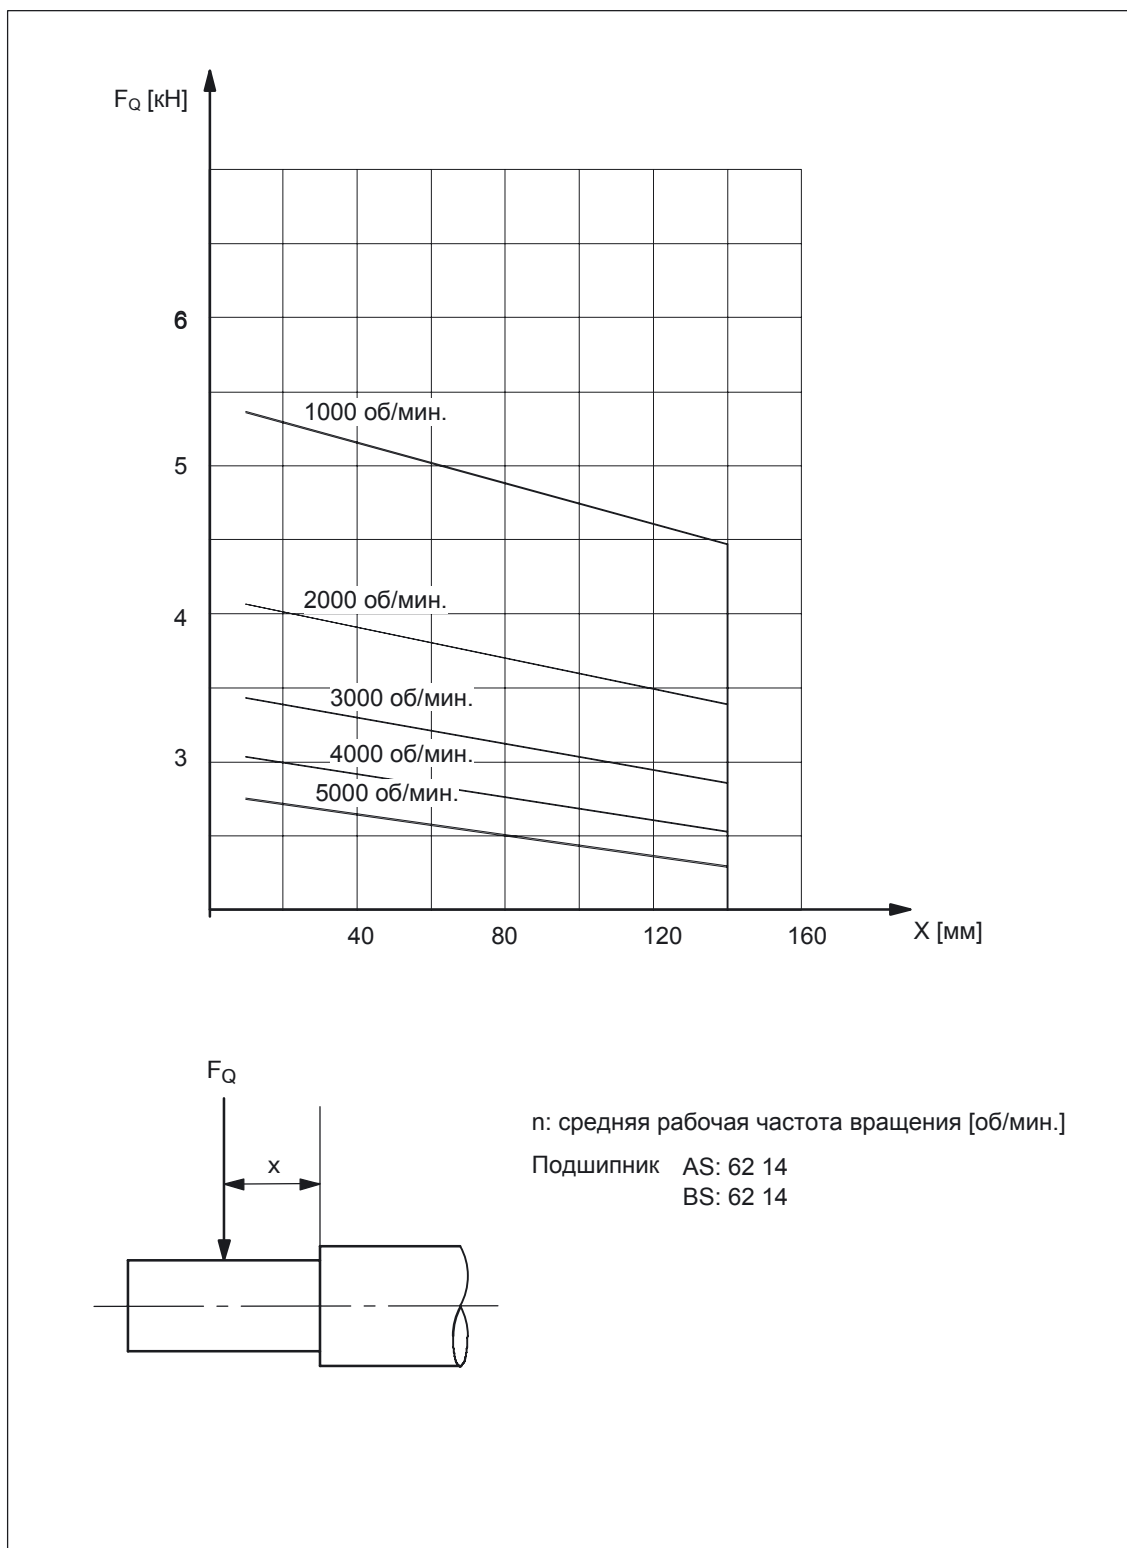 FQ [кН]
6
1000 об/мин.
5
2000 об/мин.
4
3000 об/мин.
4000 об/мин.
3
5000 об/мин.
40 80 120 160 X [мм]
FQ
n: средняя рабочая частота вращения [об/мин.]
x
Подшипник AS: 62 14
BS: 62 14